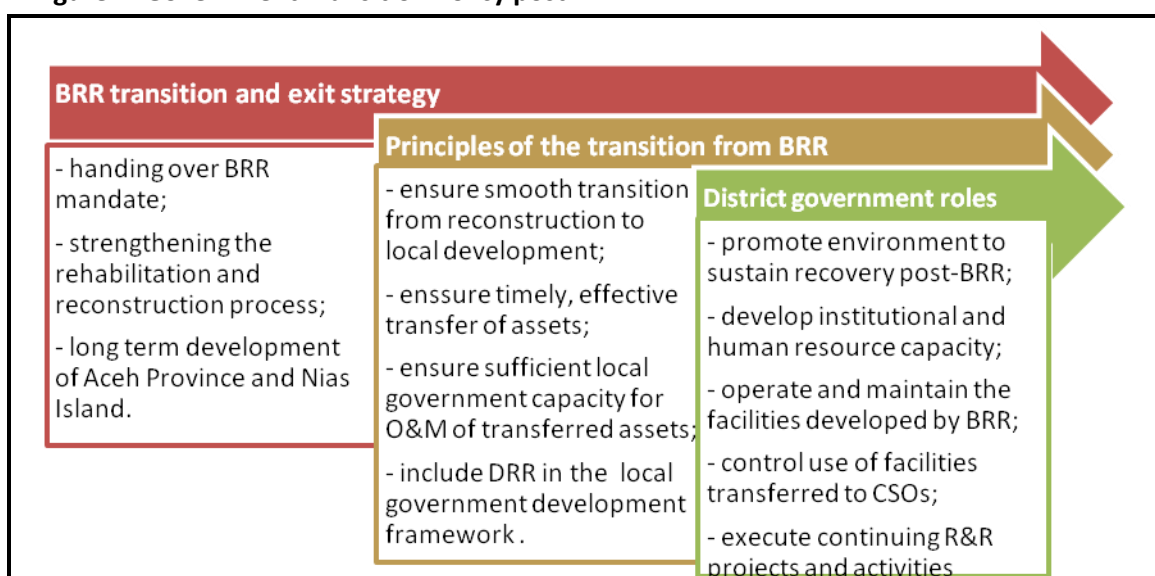 BRR transition and exit strategy
- handing over BRR
mandate;
- strengthening the
rehabilitation and
reconstruction process;
- long term development
of Aceh Province and Nias
Island.
Principles of the transition from BRR
- ensure smooth transition
from reconstruction to
local development;
- enssure timely, effective
transfer of assets;
- ensure sufficient local
government capacity for
O&M of transferred assets;
- include DRR in the local
government development
framework .
District government roles
- promote environment to
sustain recovery post-BRR;
- develop institutional and
human resource capacity;
- operate and maintain the
facilities developed by BRR;
- control use of facilities
transferred to CSOs;
- execute continuing R&R
projects and activities